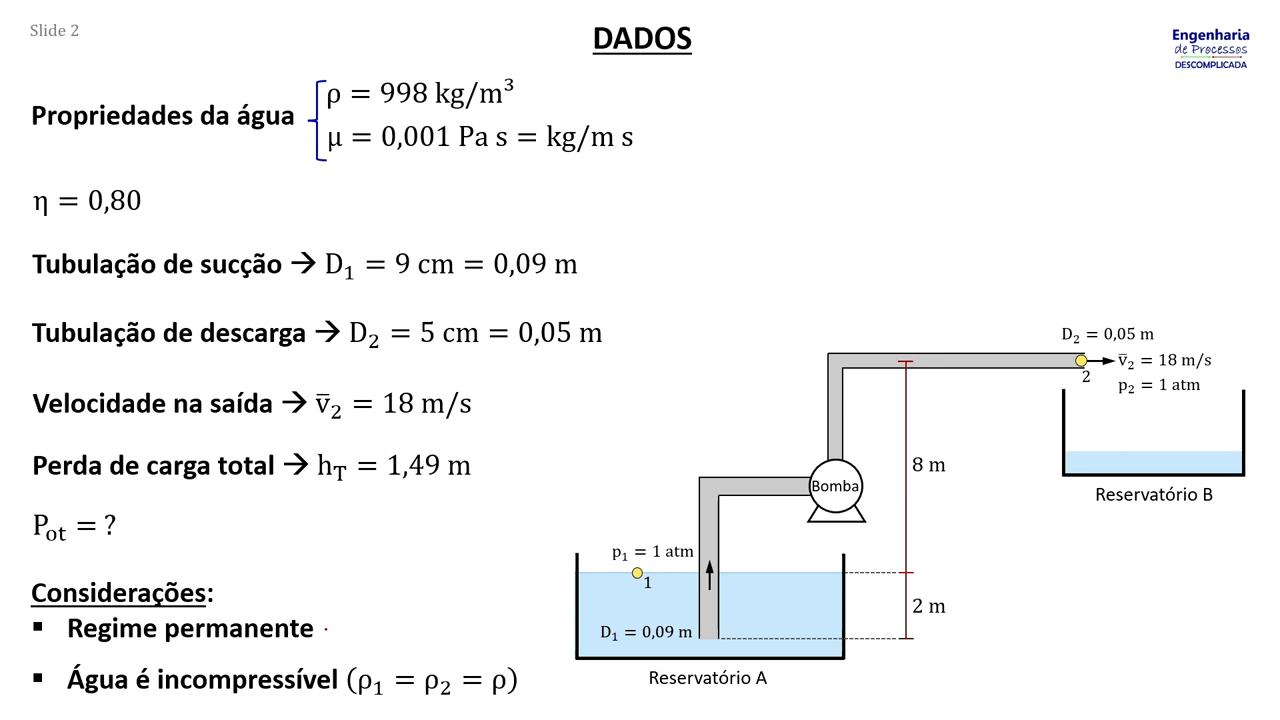 Slide 2
DADOS
Engenharia
de Processos
DESCOMPLICADA
Propriedades da água
ρ = 998 kg/m³
μ = 0,001 Pa s = kg/m s
η = 0,80
Tubulação de sucção → D₁ = 9 cm = 0,09 m
Tubulação de descarga → D₂ = 5 cm = 0,05 m
Velocidade na saída → v̅₂ = 18 m/s
Perda de carga total → h_T = 1,49 m
P_ot = ?
Considerações:
▪ Regime permanente
▪ Água é incompressível (ρ₁ = ρ₂ = ρ)
D₂ = 0,05 m
v̅₂ = 18 m/s
2
p₂ = 1 atm
8 m
Bomba
Reservatório B
p₁ = 1 atm
1
2 m
D₁ = 0,09 m
Reservatório A